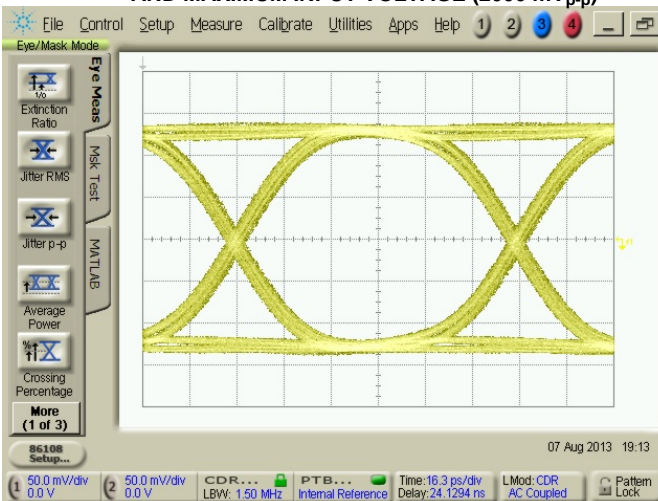 AND MAXIMUM INPUT VOLTAGE (2000 mVp-p)
File Control Setup Measure Calibrate Utilities Apps Help 1 2 3 4
Eye/Mask Mode
Eye Meas
Msk Test
MATLAB
1/0
Extinction
Ratio
Jitter RMS
Jitter p-p
Average
Power
%
Crossing
Percentage
More
(1 of 3)
86108
Setup...
07 Aug 2013 19:13
1 50.0 mV/div
0.0 V
2 50.0 mV/div
0.0 V
CDR...
LBW: 1.50 MHz
PTB...
Internal Reference
Time:16.3 ps/div
Delay:24.1294 ns
LMod: CDR
AC Coupled
Pattern
Lock